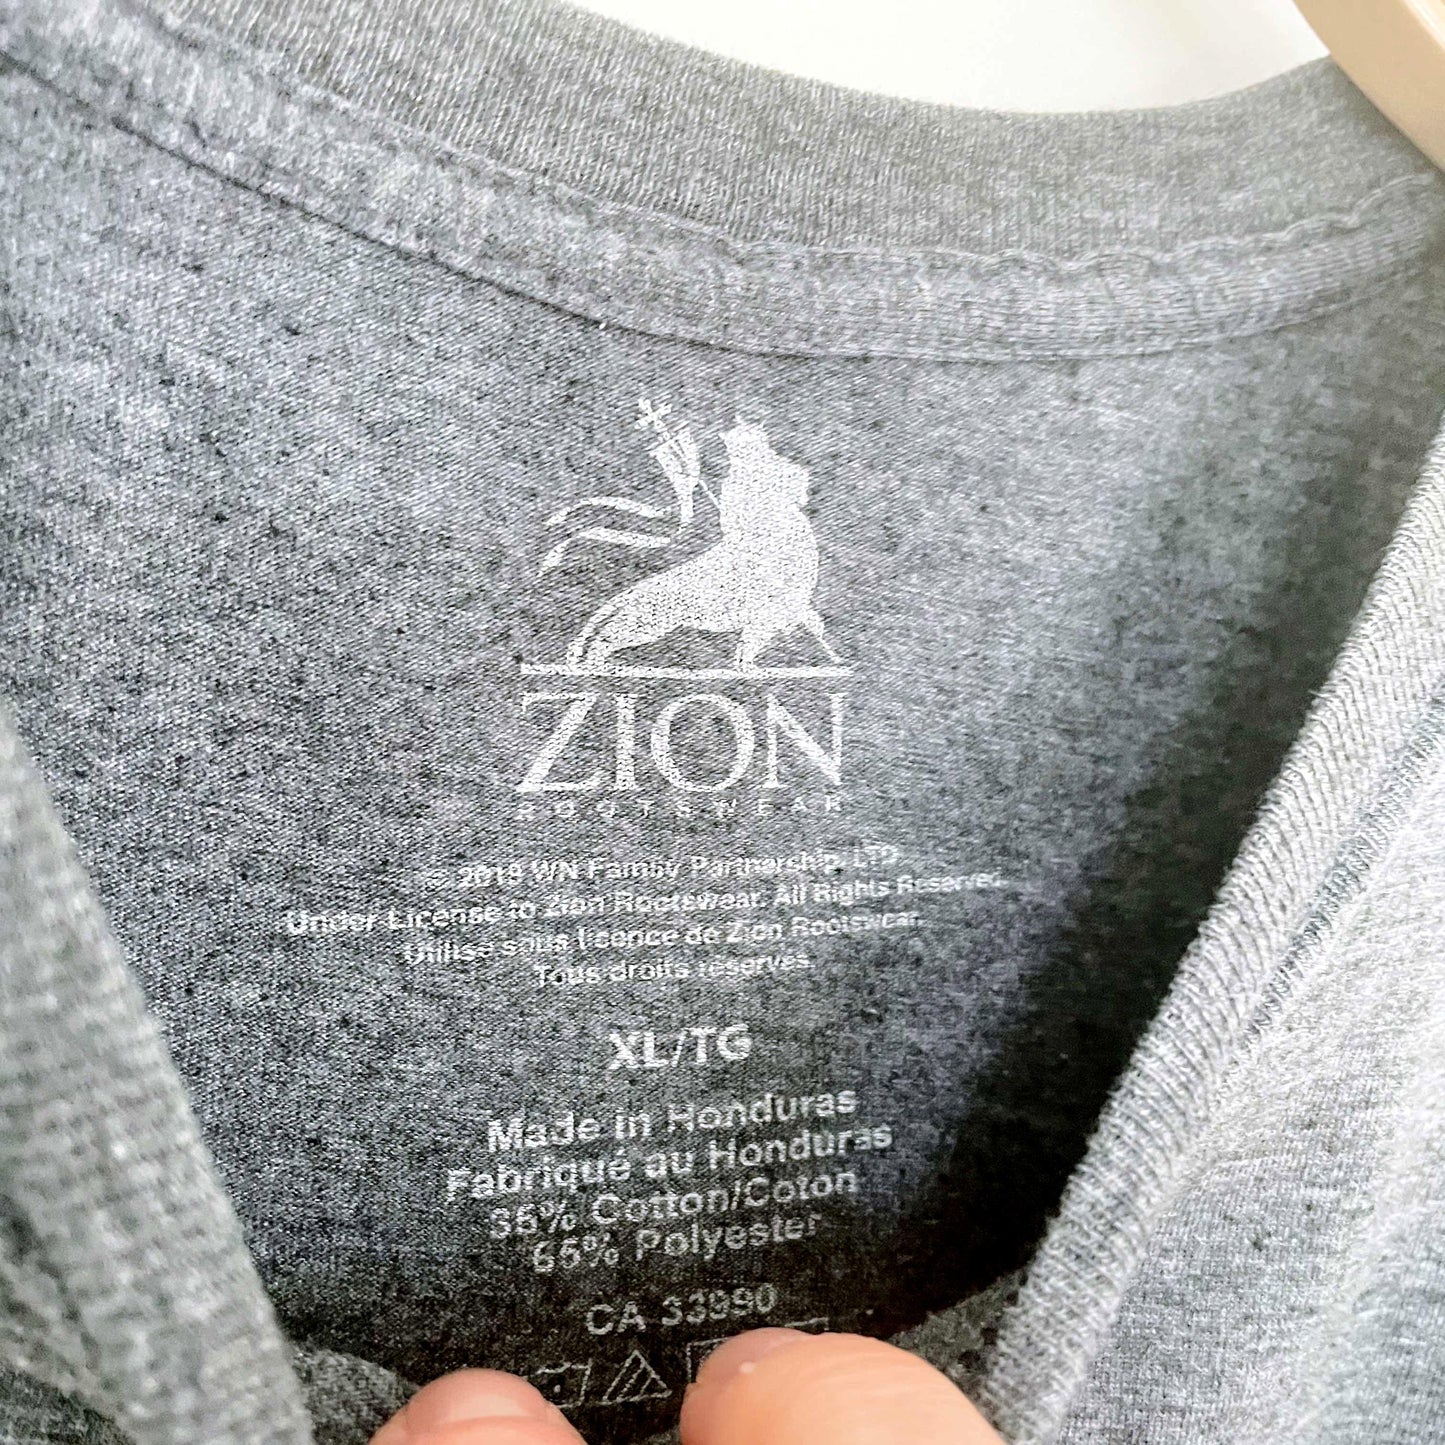 ZION
ROOTSWEAR
© 2019 WN Family Partnership, LTD.
Under License to Zion Rootswear. All Rights Reserved.
Utilisé sous licence de Zion Rootswear.
Tous droits réservés.
XL/TG
Made in Honduras
Fabriqué au Honduras
35% Cotton/Coton
65% Polyester
CA 33990